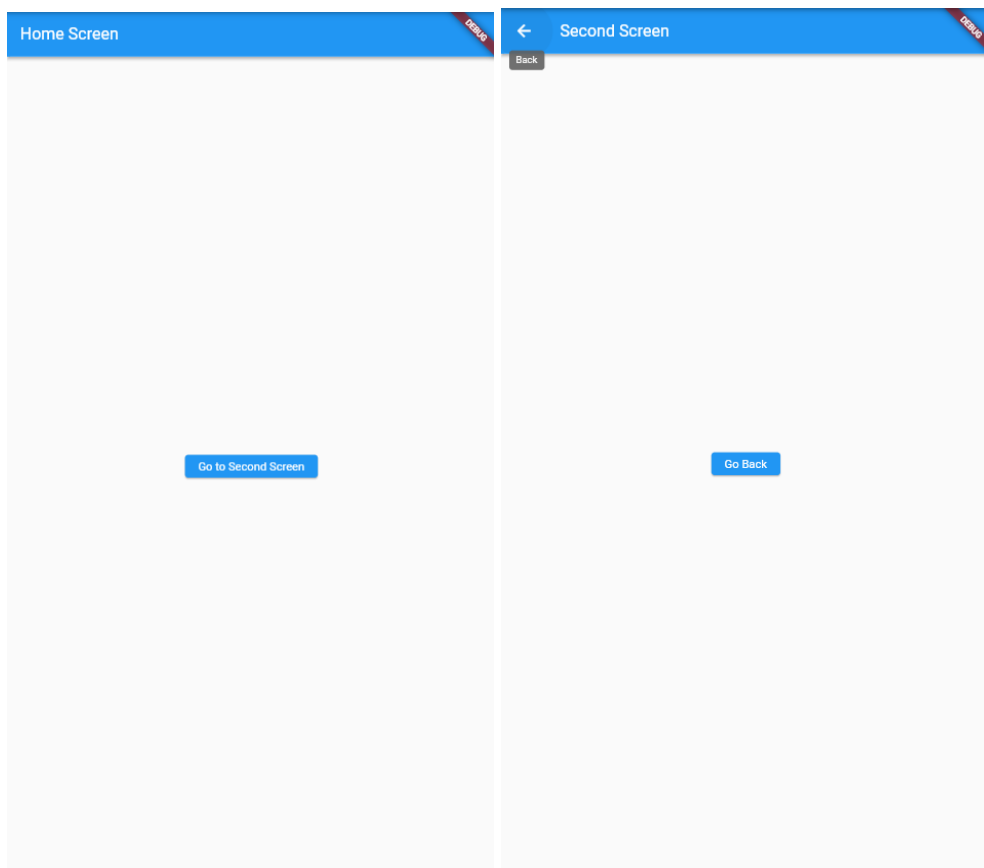 Home Screen
DEBUG
Go to Second Screen
Second Screen
DEBUG
Back
Go Back